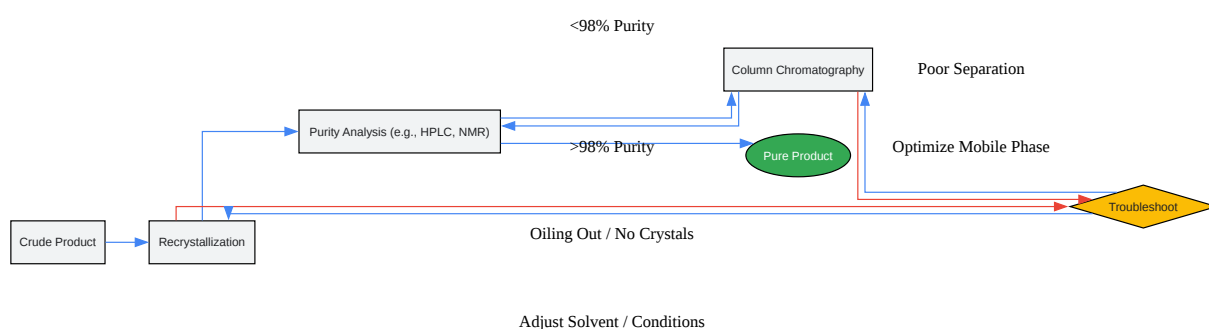 <98% Purity
Column Chromatography
Poor Separation
Purity Analysis (e.g., HPLC, NMR)
>98% Purity
Pure Product
Optimize Mobile Phase
Troubleshoot
Crude Product
Recrystallization
Oiling Out / No Crystals
Adjust Solvent / Conditions